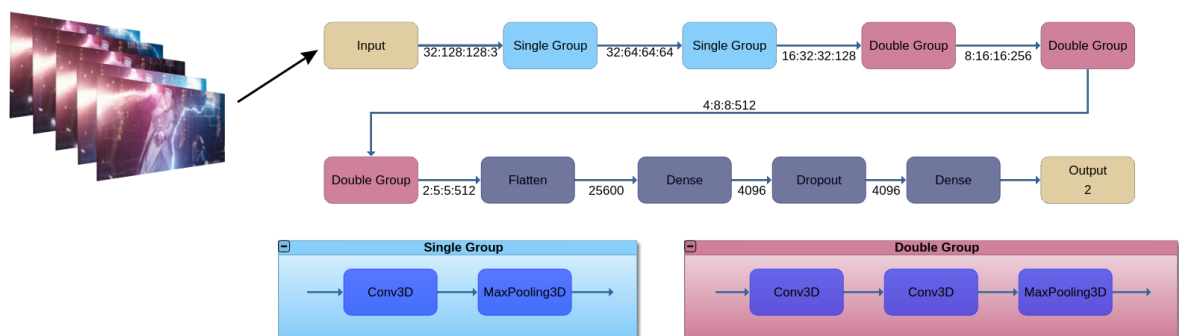 Input
32:128:128:3
Single Group
32:64:64:64
Single Group
16:32:32:128
Double Group
8:16:16:256
Double Group
4:8:8:512
Double Group
2:5:5:512
Flatten
25600
Dense
4096
Dropout
4096
Dense
Output
2
Single Group
Conv3D
MaxPooling3D
Double Group
Conv3D
Conv3D
MaxPooling3D